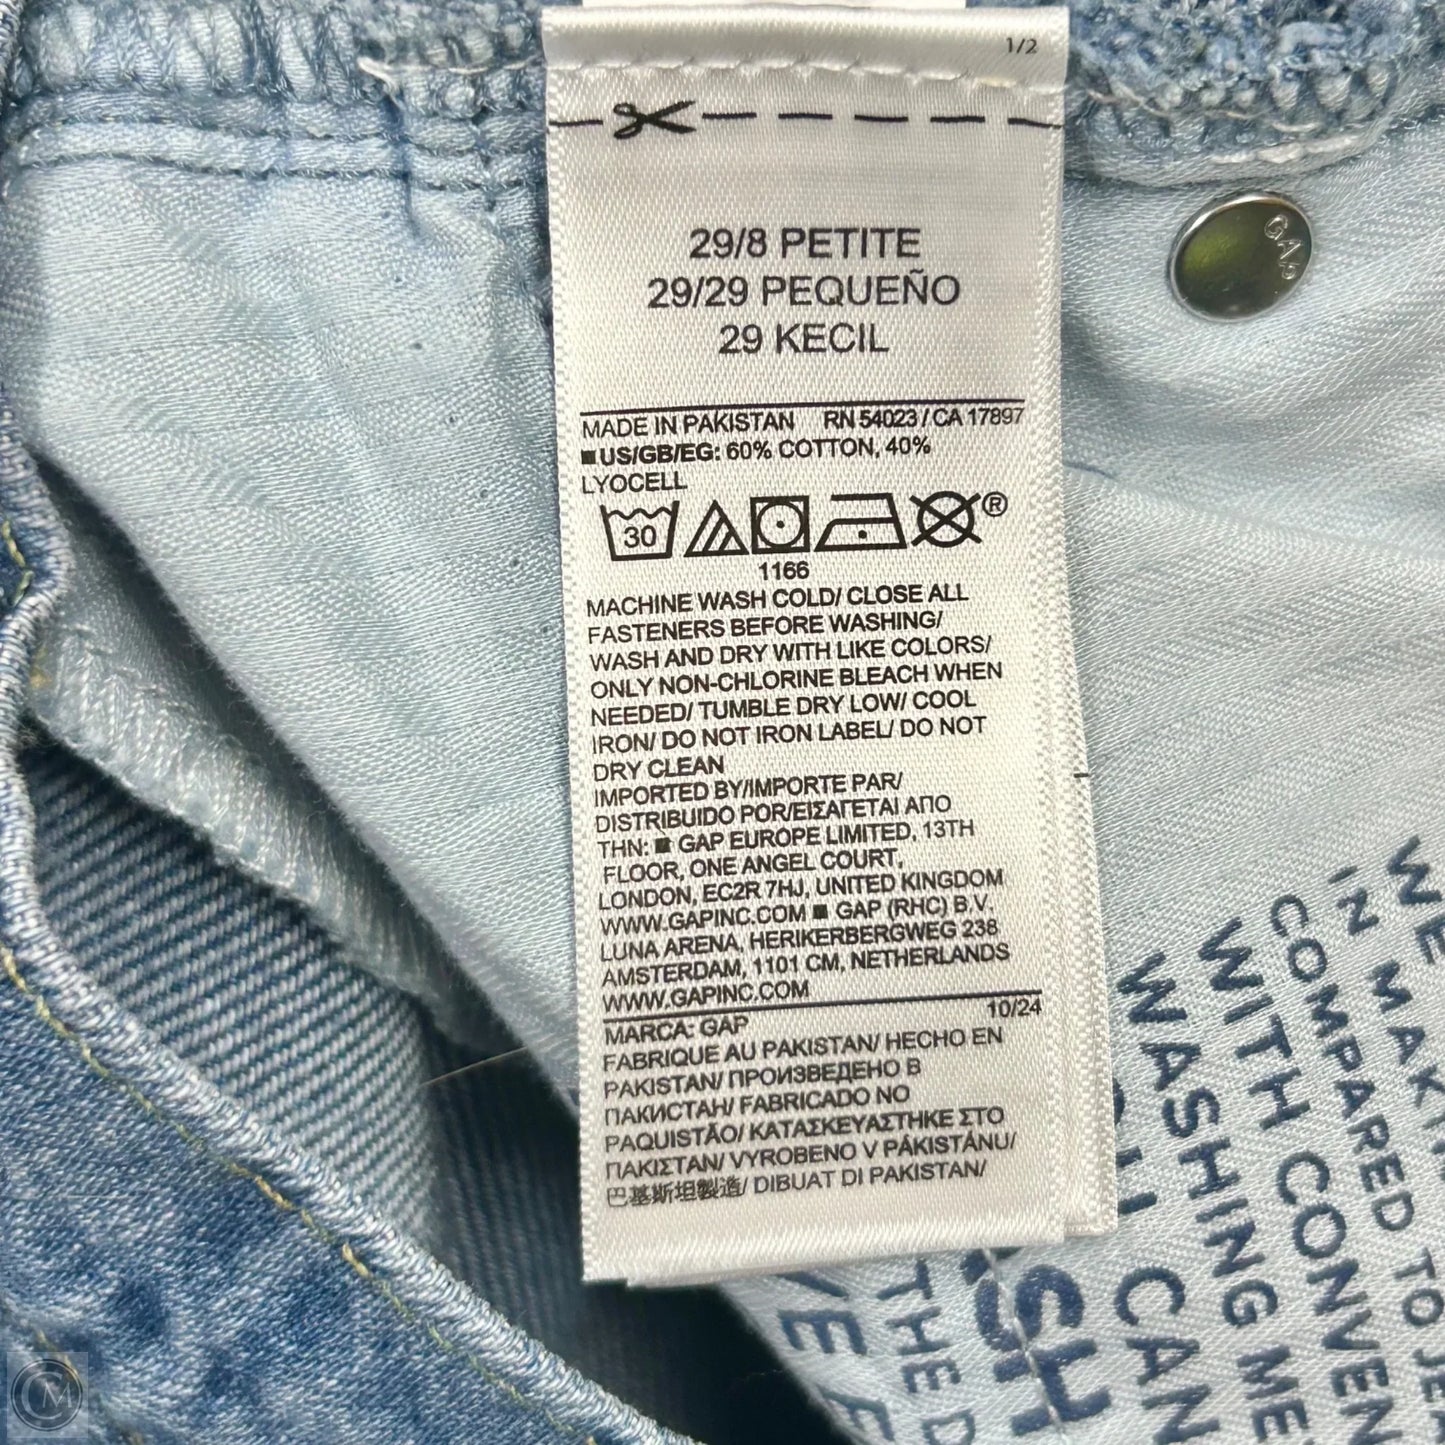 1/2
29/8 PETITE
29/29 PEQUEÑO
29 KECIL
MADE IN PAKISTAN RN 54023 / CA 17897
■US/GB/EG: 60% COTTON, 40%
LYOCELL
30
®
1166
MACHINE WASH COLD/ CLOSE ALL
FASTENERS BEFORE WASHING/
WASH AND DRY WITH LIKE COLORS/
ONLY NON-CHLORINE BLEACH WHEN
NEEDED/ TUMBLE DRY LOW/ COOL
IRON/ DO NOT IRON LABEL/ DO NOT
DRY CLEAN
IMPORTED BY/IMPORTE PAR/
DISTRIBUIDO POR/ΕΙΣΑΓΕΤΑΙ ΑΠΟ
ΤΗΝ: ■ GAP EUROPE LIMITED, 13TH
FLOOR, ONE ANGEL COURT,
LONDON, EC2R 7HJ, UNITED KINGDOM
WWW.GAPINC.COM ■ GAP (RHC) B.V.
LUNA ARENA, HERIKERBERGWEG 238
AMSTERDAM, 1101 CM, NETHERLANDS
WWW.GAPINC.COM
10/24
MARCA: GAP
FABRIQUE AU PAKISTAN/ HECHO EN
PAKISTAN/ ПРОИЗВЕДЕНО В
ПАКИСТАН/ FABRICADO NO
PAQUISTÃO/ ΚΑΤΑΣΚΕΥΑΣΤΗΚΕ ΣΤΟ
ΠΑΚΙΣΤΑΝ/ VYROBENO V PÁKISTÁNU/
巴基斯坦製造/ DIBUAT DI PAKISTAN/
GAP
WE MAK
IN
COMPARED TO
WITH CONVEN
WASHING ME
CAN
THE
CM